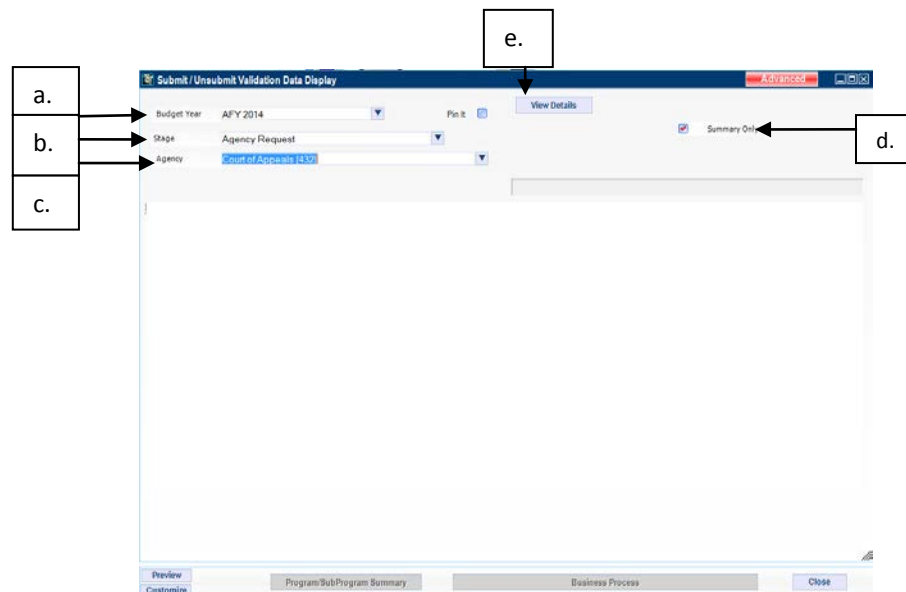 e.
Submit / Unsubmit Validation Data Display Advanced
a.
Budget Year AFY 2014 Pin It View Details
b.
Stage Agency Request Summary Only
d.
Agency Court of Appeals [432]
c.
Preview
Customize
Program/SubProgram Summary Business Process Close